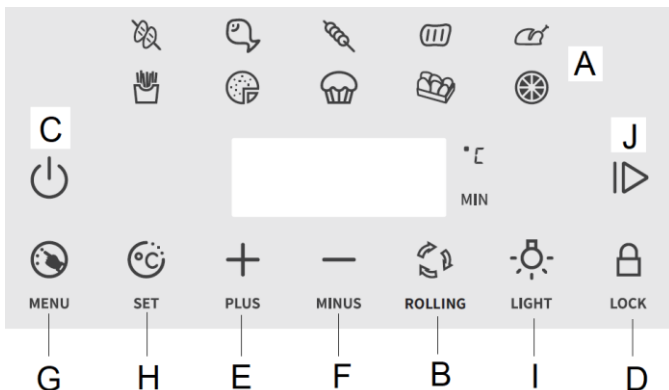 A
C
J
°C
MIN
°C
MENU SET PLUS MINUS ROLLING LIGHT LOCK
G H E F B I D